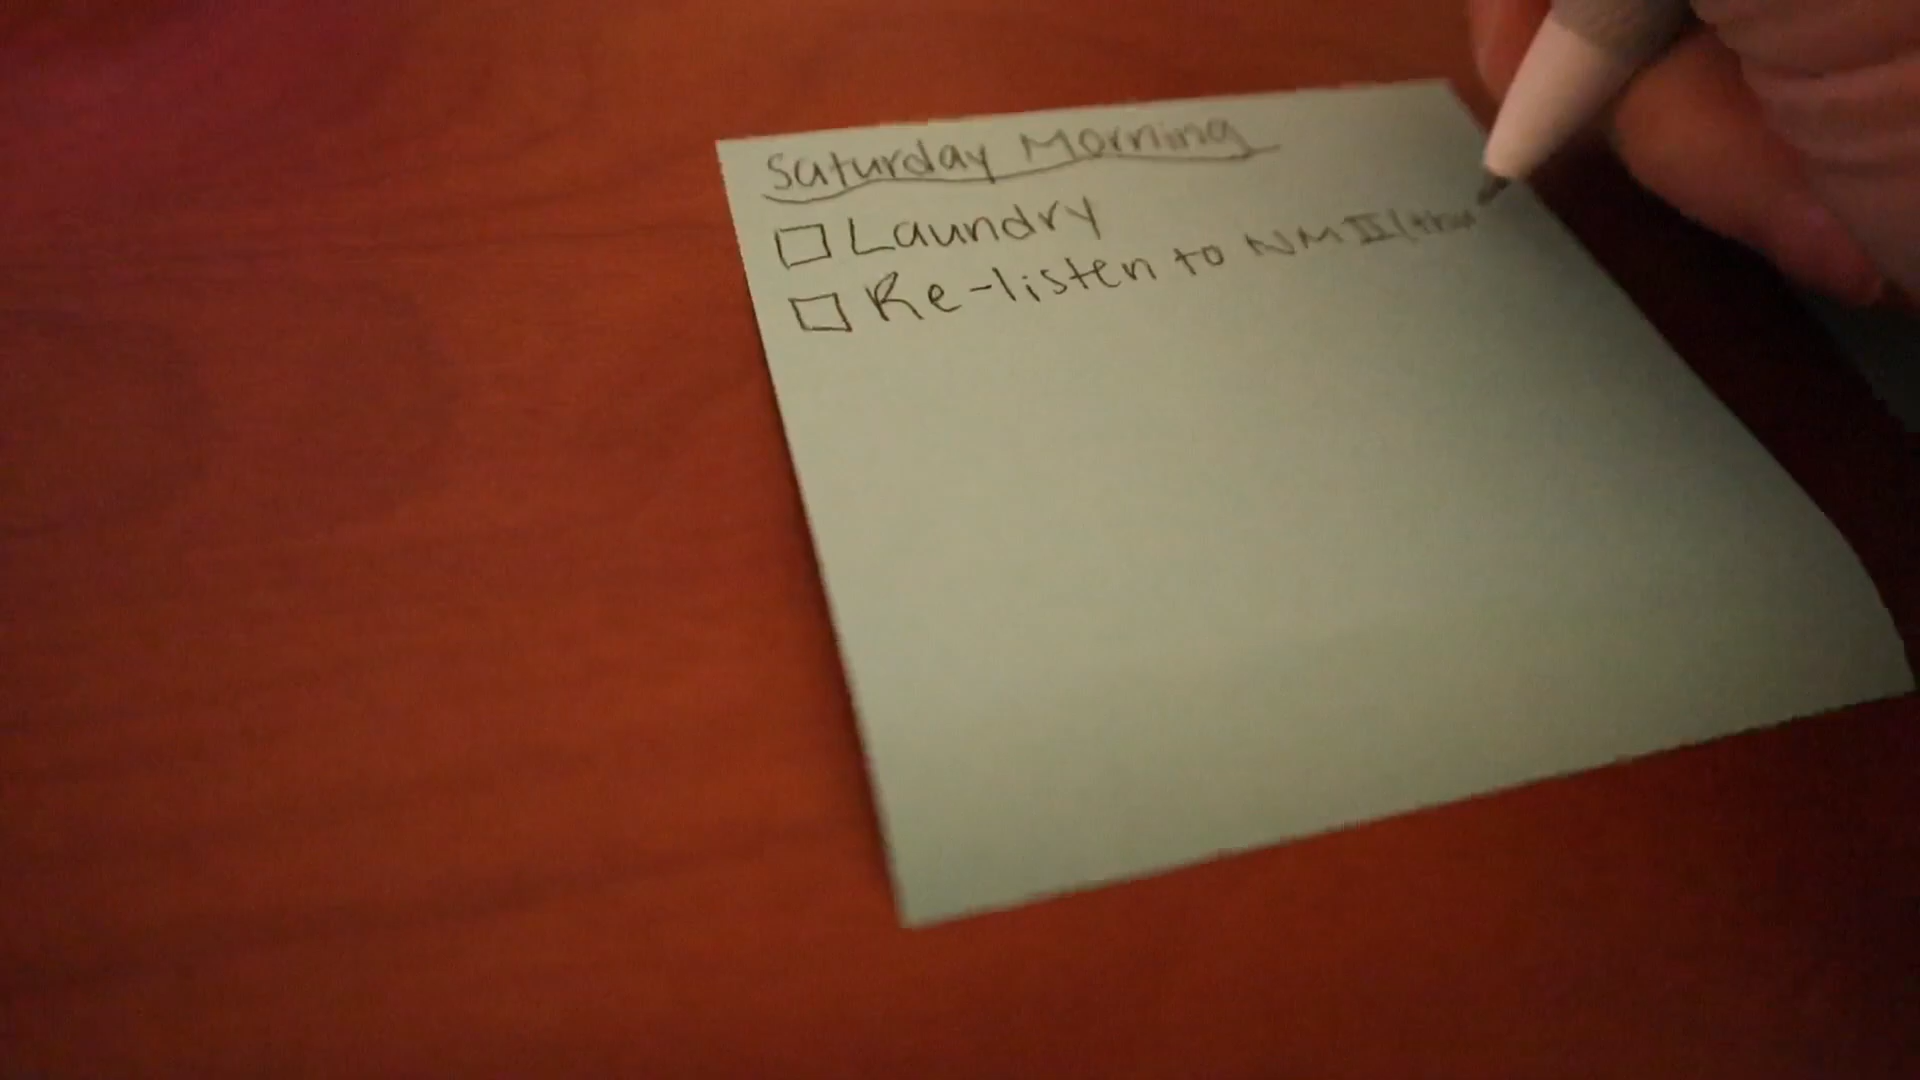 Saturday Morning
Laundry
Re-listen to NM II